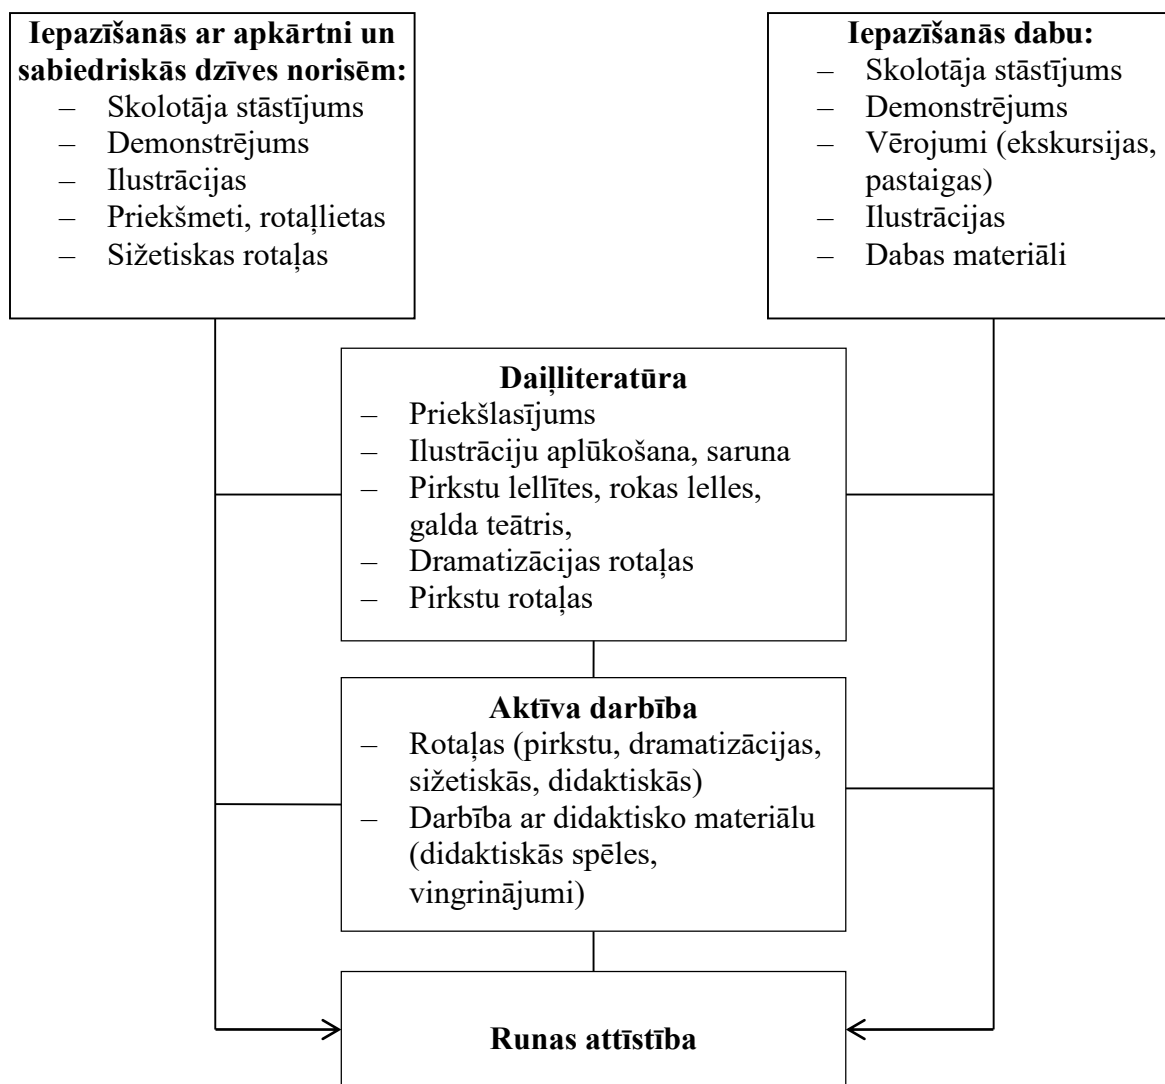 Iepazīšanās ar apkārtni un
sabiedriskās dzīves norisēm:
– Skolotāja stāstījums
– Demonstrējums
– Ilustrācijas
– Priekšmeti, rotaļlietas
– Sižetiskas rotaļas
Iepazīšanās dabu:
– Skolotāja stāstījums
– Demonstrējums
– Vērojumi (ekskursijas,
pastaigas)
– Ilustrācijas
– Dabas materiāli
Daiļliteratūra
– Priekšlasījums
– Ilustrāciju aplūkošana, saruna
– Pirkstu lellītes, rokas lelles,
galda teātris,
– Dramatizācijas rotaļas
– Pirkstu rotaļas
Aktīva darbība
– Rotaļas (pirkstu, dramatizācijas,
sižetiskās, didaktiskās)
– Darbība ar didaktisko materiālu
(didaktiskās spēles,
vingrinājumi)
Runas attīstība